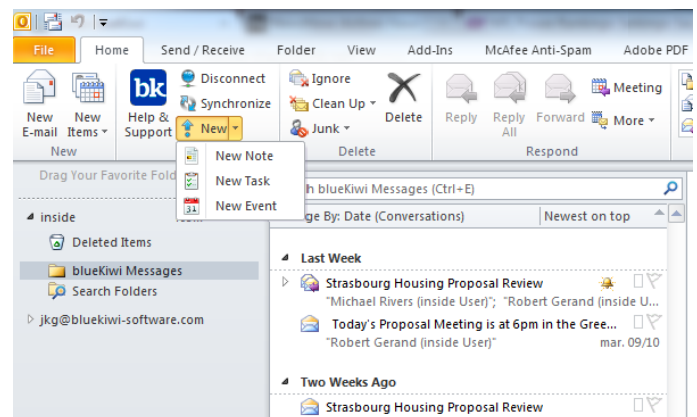 File Home Send / Receive Folder View Add-Ins McAfee Anti-Spam Adobe PDF
bk
Disconnect
Synchronize
New
New E-mail
New Items
Help & Support
New
Ignore
Clean Up
Junk
Delete
Delete
Reply
Reply All
Forward
Meeting
More
Respond
New Note
New Task
31 New Event
Drag Your Favorite Fold
h blueKiwi Messages (Ctrl+E)
ge By: Date (Conversations) Newest on top
inside
Deleted Items
blueKiwi Messages
Search Folders
jkg@bluekiwi-software.com
Last Week
Strasbourg Housing Proposal Review
"Michael Rivers (inside User)"; "Robert Gerand (inside U...
Today's Proposal Meeting is at 6pm in the Gree...
"Robert Gerand (inside User)" mar. 09/10
Two Weeks Ago
Strasbourg Housing Proposal Review